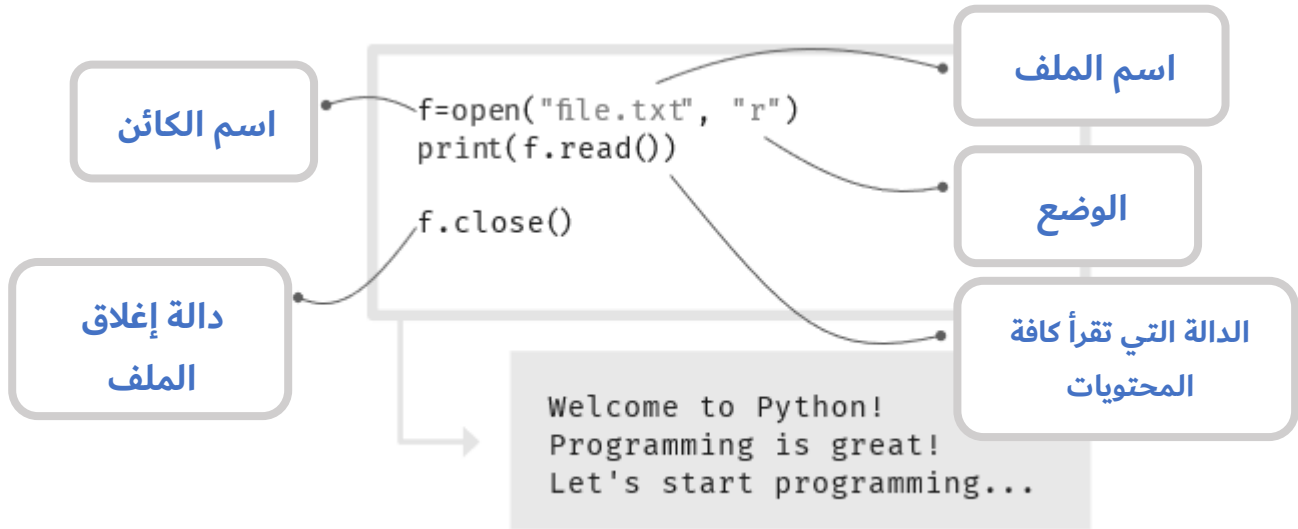 اسم الملف
اسم الكائن
f=open("file.txt", "r")
print(f.read())
الوضع
f.close()
دالة إغلاق
الملف
الدالة التي تقرأ كافة
المحتويات
Welcome to Python!
Programming is great!
Let's start programming...